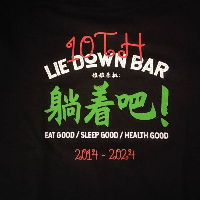 10TH
LIE DOWN BAR
躺着吧!
EAT GOOD / SLEEP GOOD / HEALTH GOOD
2014 - 2024